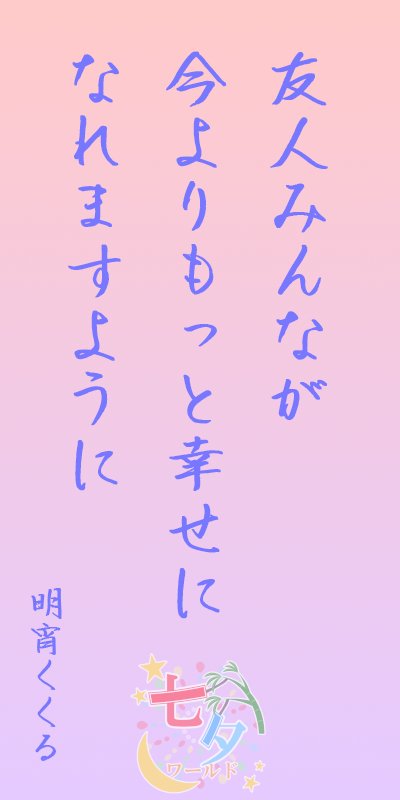 友人みんなが
今よりもっと幸せに
なれますように
明宵くくる
七夕
ワールド